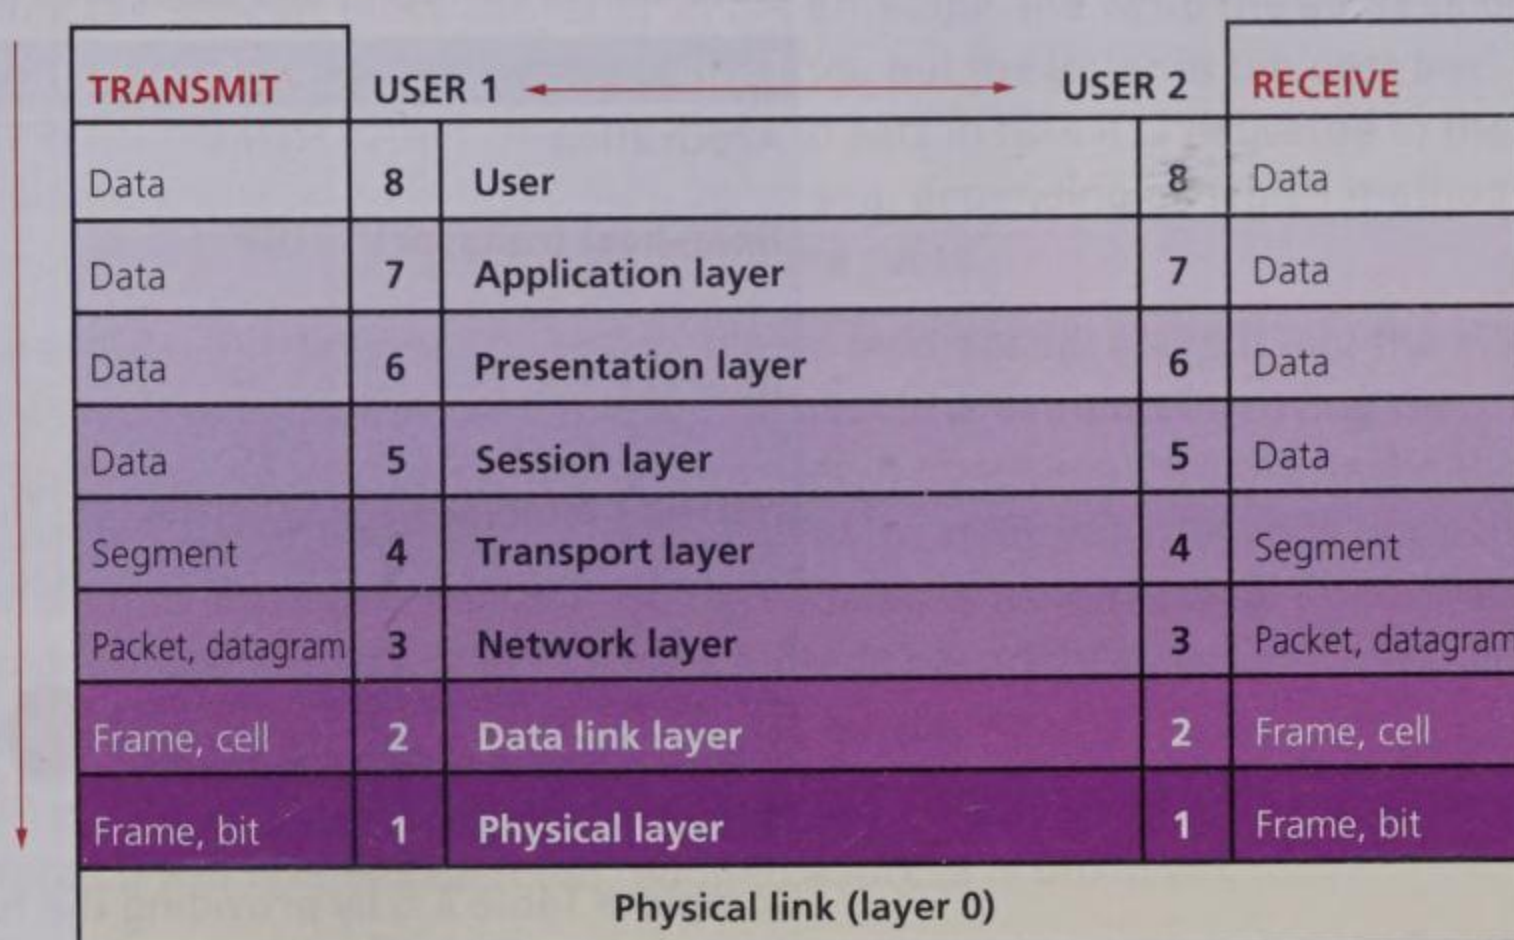 TRANSMIT USER 1 USER 2 RECEIVE
Data 8 User 8 Data
Data 7 Application layer 7 Data
Data 6 Presentation layer 6 Data
Data 5 Session layer 5 Data
Segment 4 Transport layer 4 Segment
Packet, datagram 3 Network layer 3 Packet, datagram
Frame, cell 2 Data link layer 2 Frame, cell
Frame, bit 1 Physical layer 1 Frame, bit
Physical link (layer 0)